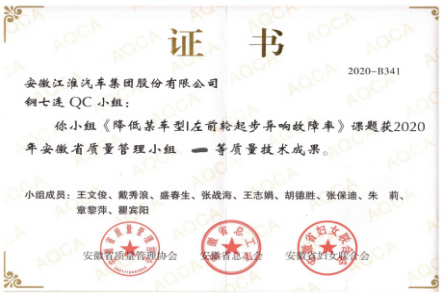 证 书
2020-B341
安徽江淮汽车集团股份有限公司
钢七连 QC 小组：
你小组《降低某车型左前轮起步异响故障率》课题获2020
年安徽省质量管理小组 一 等质量技术成果。
小组成员：王文俊、戴秀浪、盛春生、张战海、王志娟、胡德胜、张保迪、朱 莉、
章黎萍、瞿宾阳
安徽省质量管理协会 安徽省总工会 安徽省妇女联合会